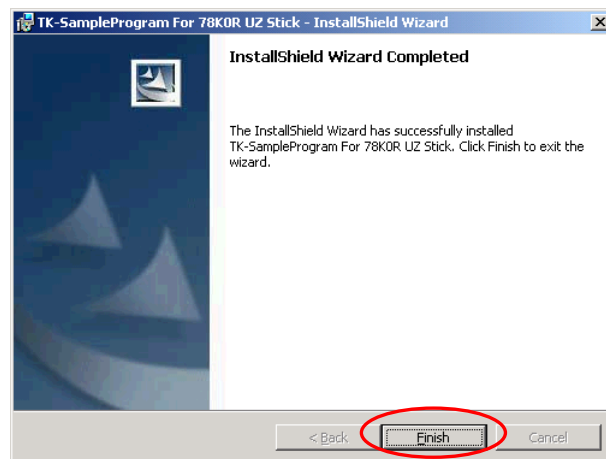 TK-SampleProgram For 78K0R UZ Stick - InstallShield Wizard
InstallShield Wizard Completed
The InstallShield Wizard has successfully installed
TK-SampleProgram For 78K0R UZ Stick. Click Finish to exit the
wizard.
< Back
Finish
Cancel